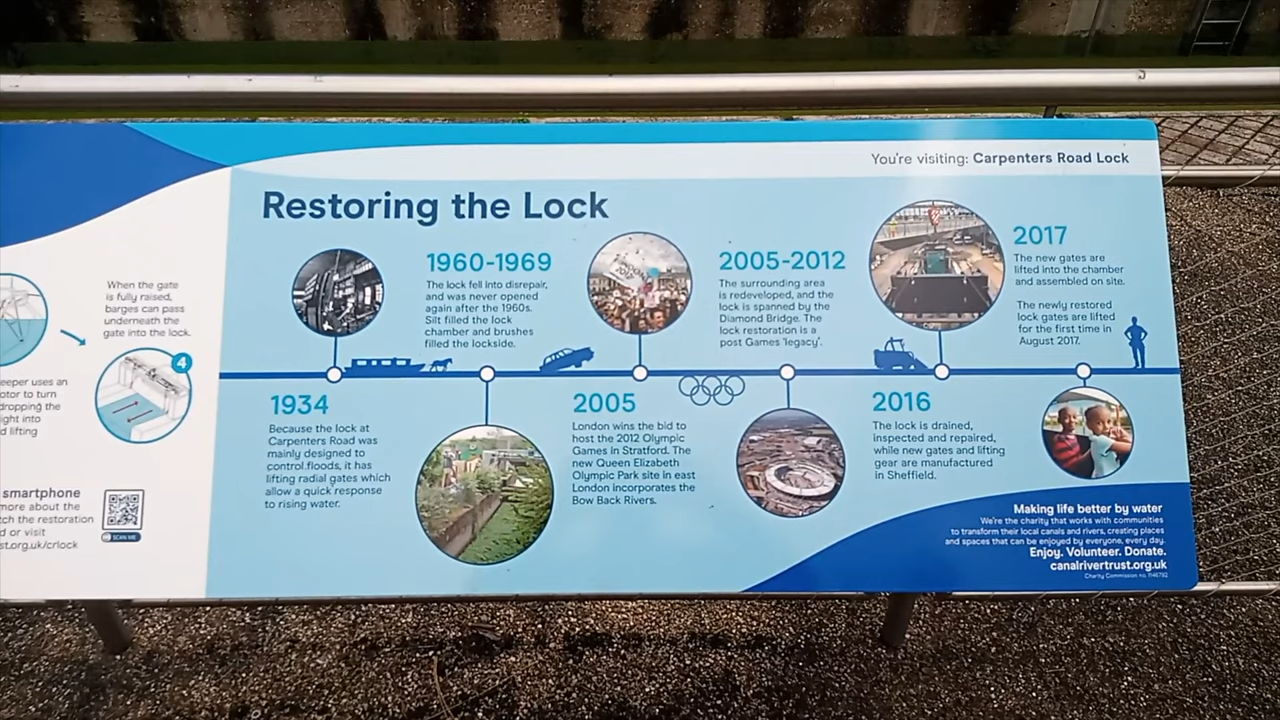 You're visiting: Carpenters Road Lock
Restoring the Lock
When the gate
is fully raised,
barges can pass
underneath the
gate into the lock.
4
eeper uses an
otor to turn
dropping the
ight into
d lifting
smartphone
more about the
tch the restoration
d or visit
st.org.uk/crlock
SCAN ME
1934
Because the lock at
Carpenters Road was
mainly designed to
control floods, it has
lifting radial gates which
allow a quick response
to rising water.
1960-1969
The lock fell into disrepair,
and was never opened
again after the 1960s.
Silt filled the lock
chamber and brushes
filled the lockside.
2005
London wins the bid to
host the 2012 Olympic
Games in Stratford. The
new Queen Elizabeth
Olympic Park site in east
London incorporates the
Bow Back Rivers.
2005-2012
The surrounding area
is redeveloped, and the
lock is spanned by the
Diamond Bridge. The
lock restoration is a
post Games 'legacy'.
2016
The lock is drained,
inspected and repaired,
while new gates and lifting
gear are manufactured
in Sheffield.
2017
The new gates are
lifted into the chamber
and assembled on site.
The newly restored
lock gates are lifted
for the first time in
August 2017.
Making life better by water
We're the charity that works with communities
to transform their local canals and rivers, creating places
and spaces that can be enjoyed by everyone, every day.
Enjoy. Volunteer. Donate.
canalrivertrust.org.uk
Charity Commission no. 1146792